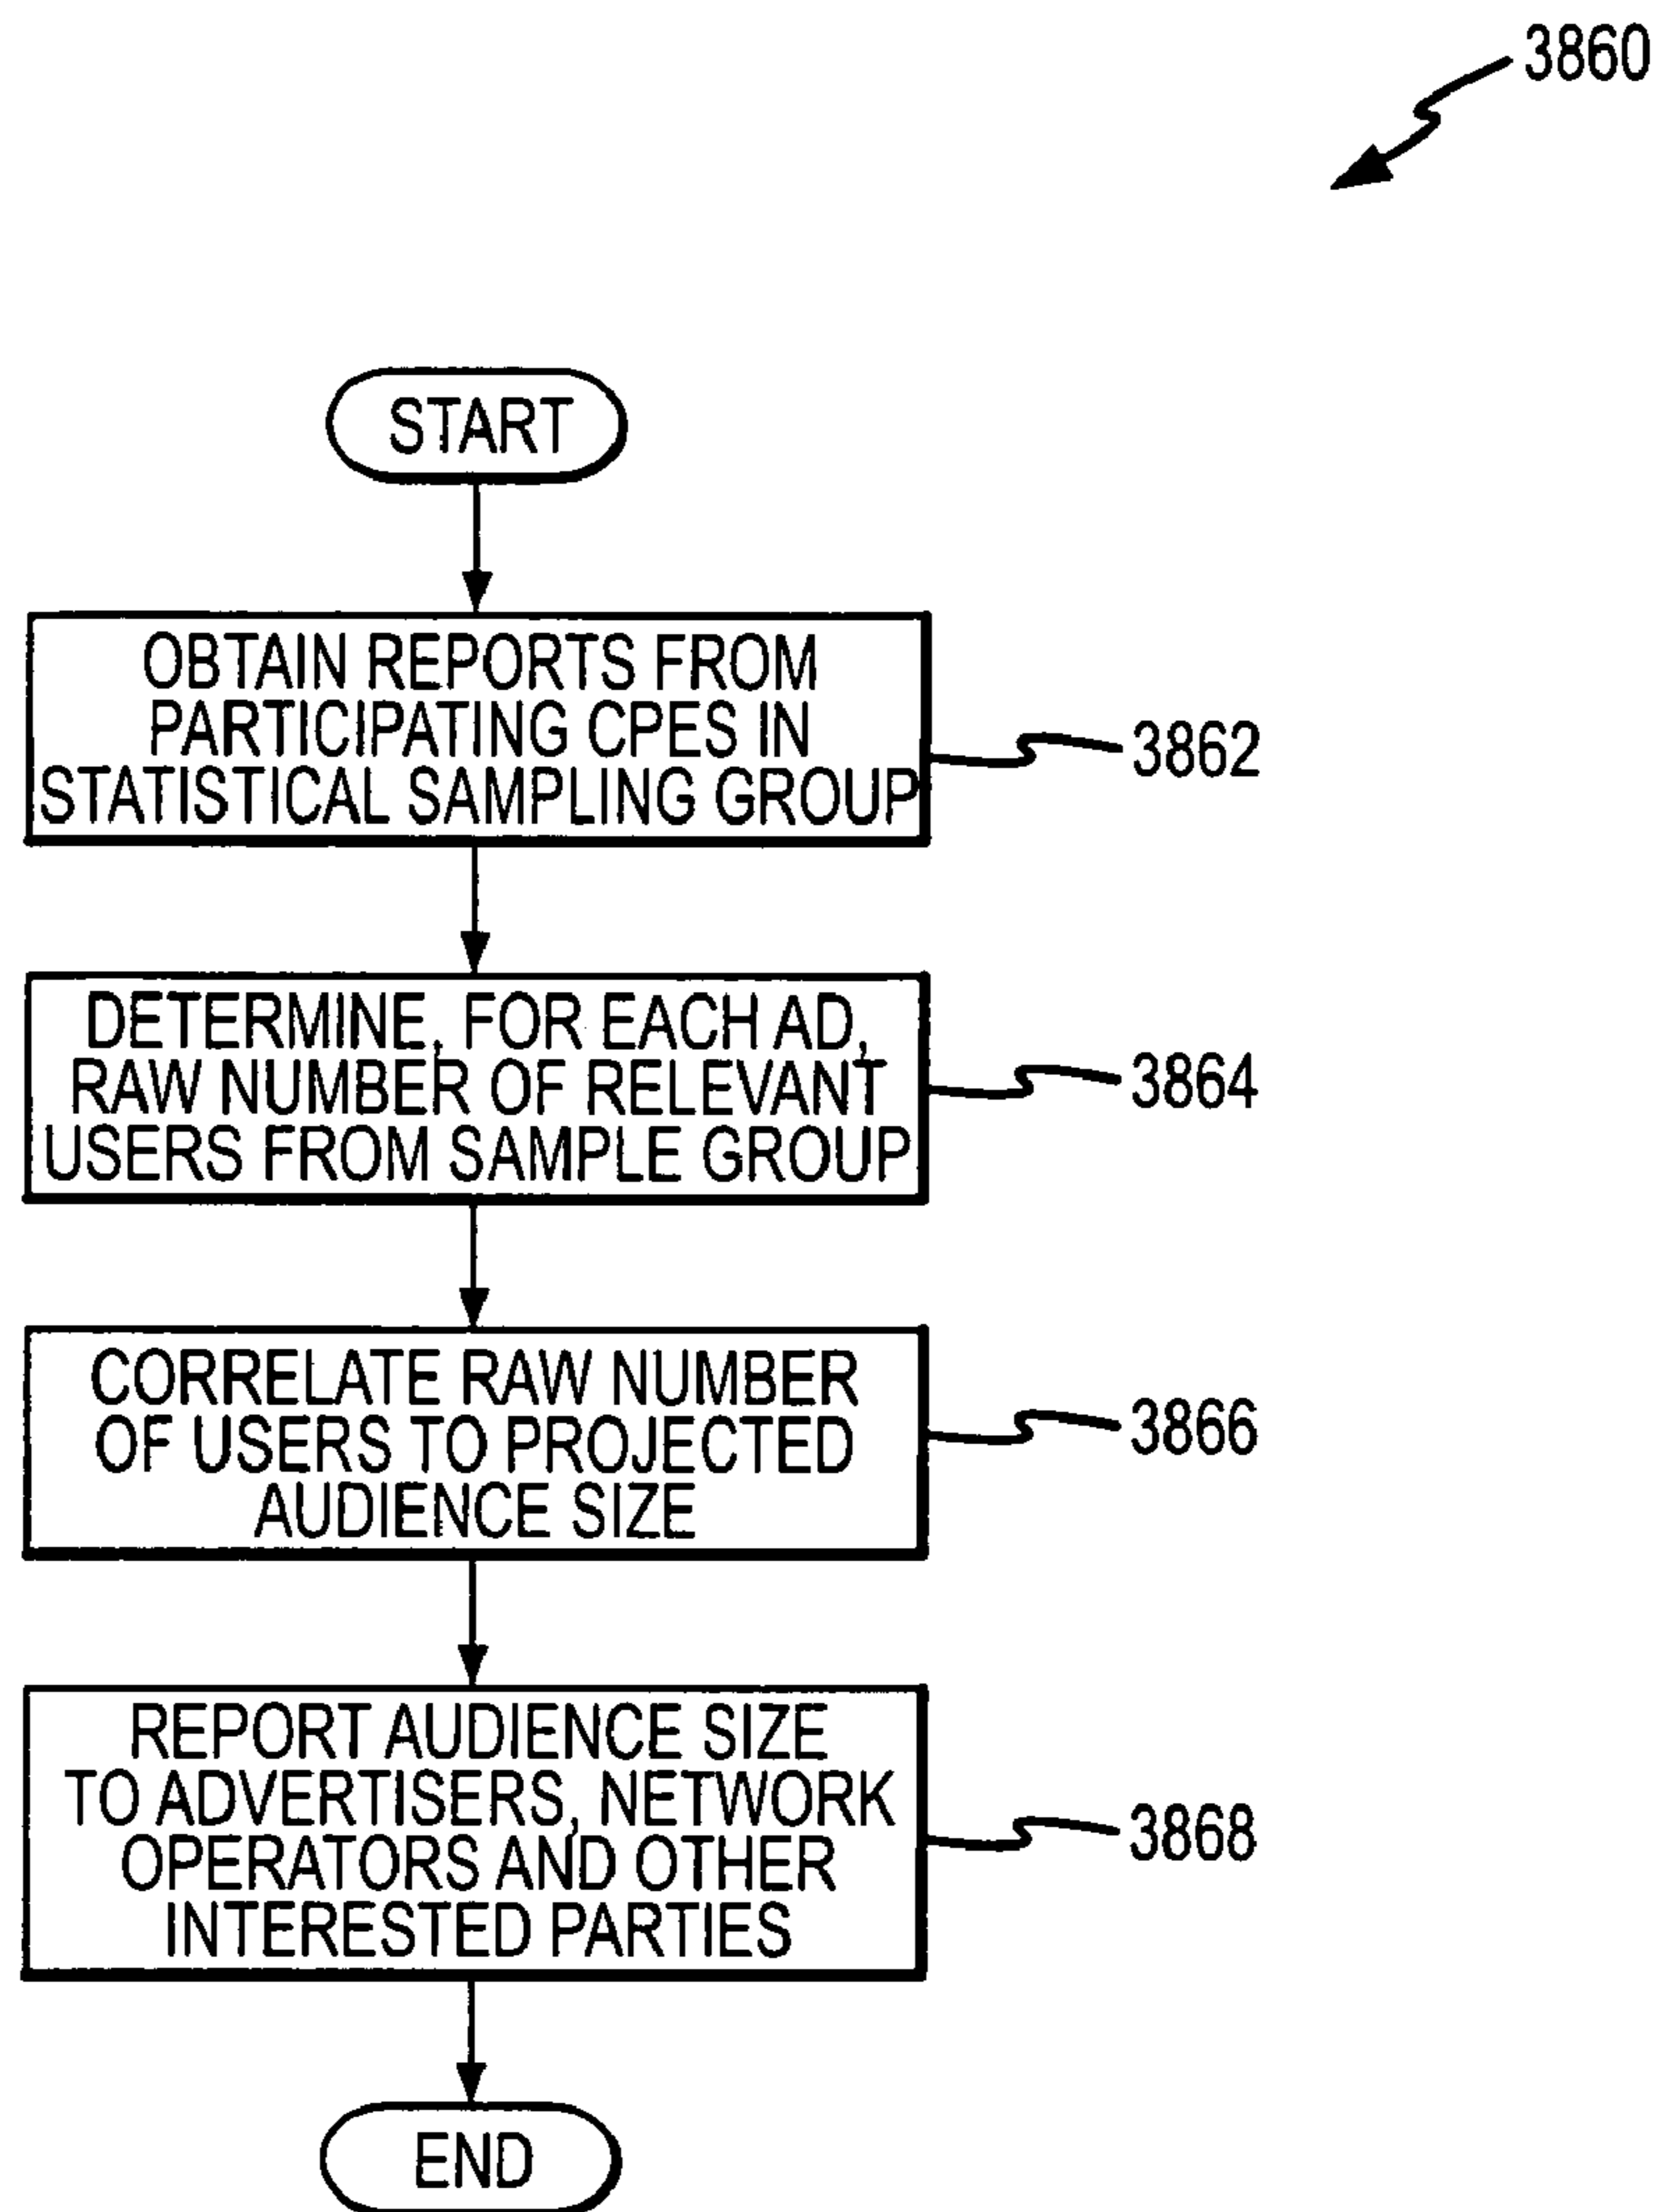 3860
START
OBTAIN REPORTS FROM
PARTICIPATING CPES IN
STATISTICAL SAMPLING GROUP
3862
DETERMINE, FOR EACH AD,
RAW NUMBER OF RELEVANT
USERS FROM SAMPLE GROUP
3864
CORRELATE RAW NUMBER
OF USERS TO PROJECTED
AUDIENCE SIZE
3866
REPORT AUDIENCE SIZE
TO ADVERTISERS, NETWORK
OPERATORS AND OTHER
INTERESTED PARTIES
3868
END